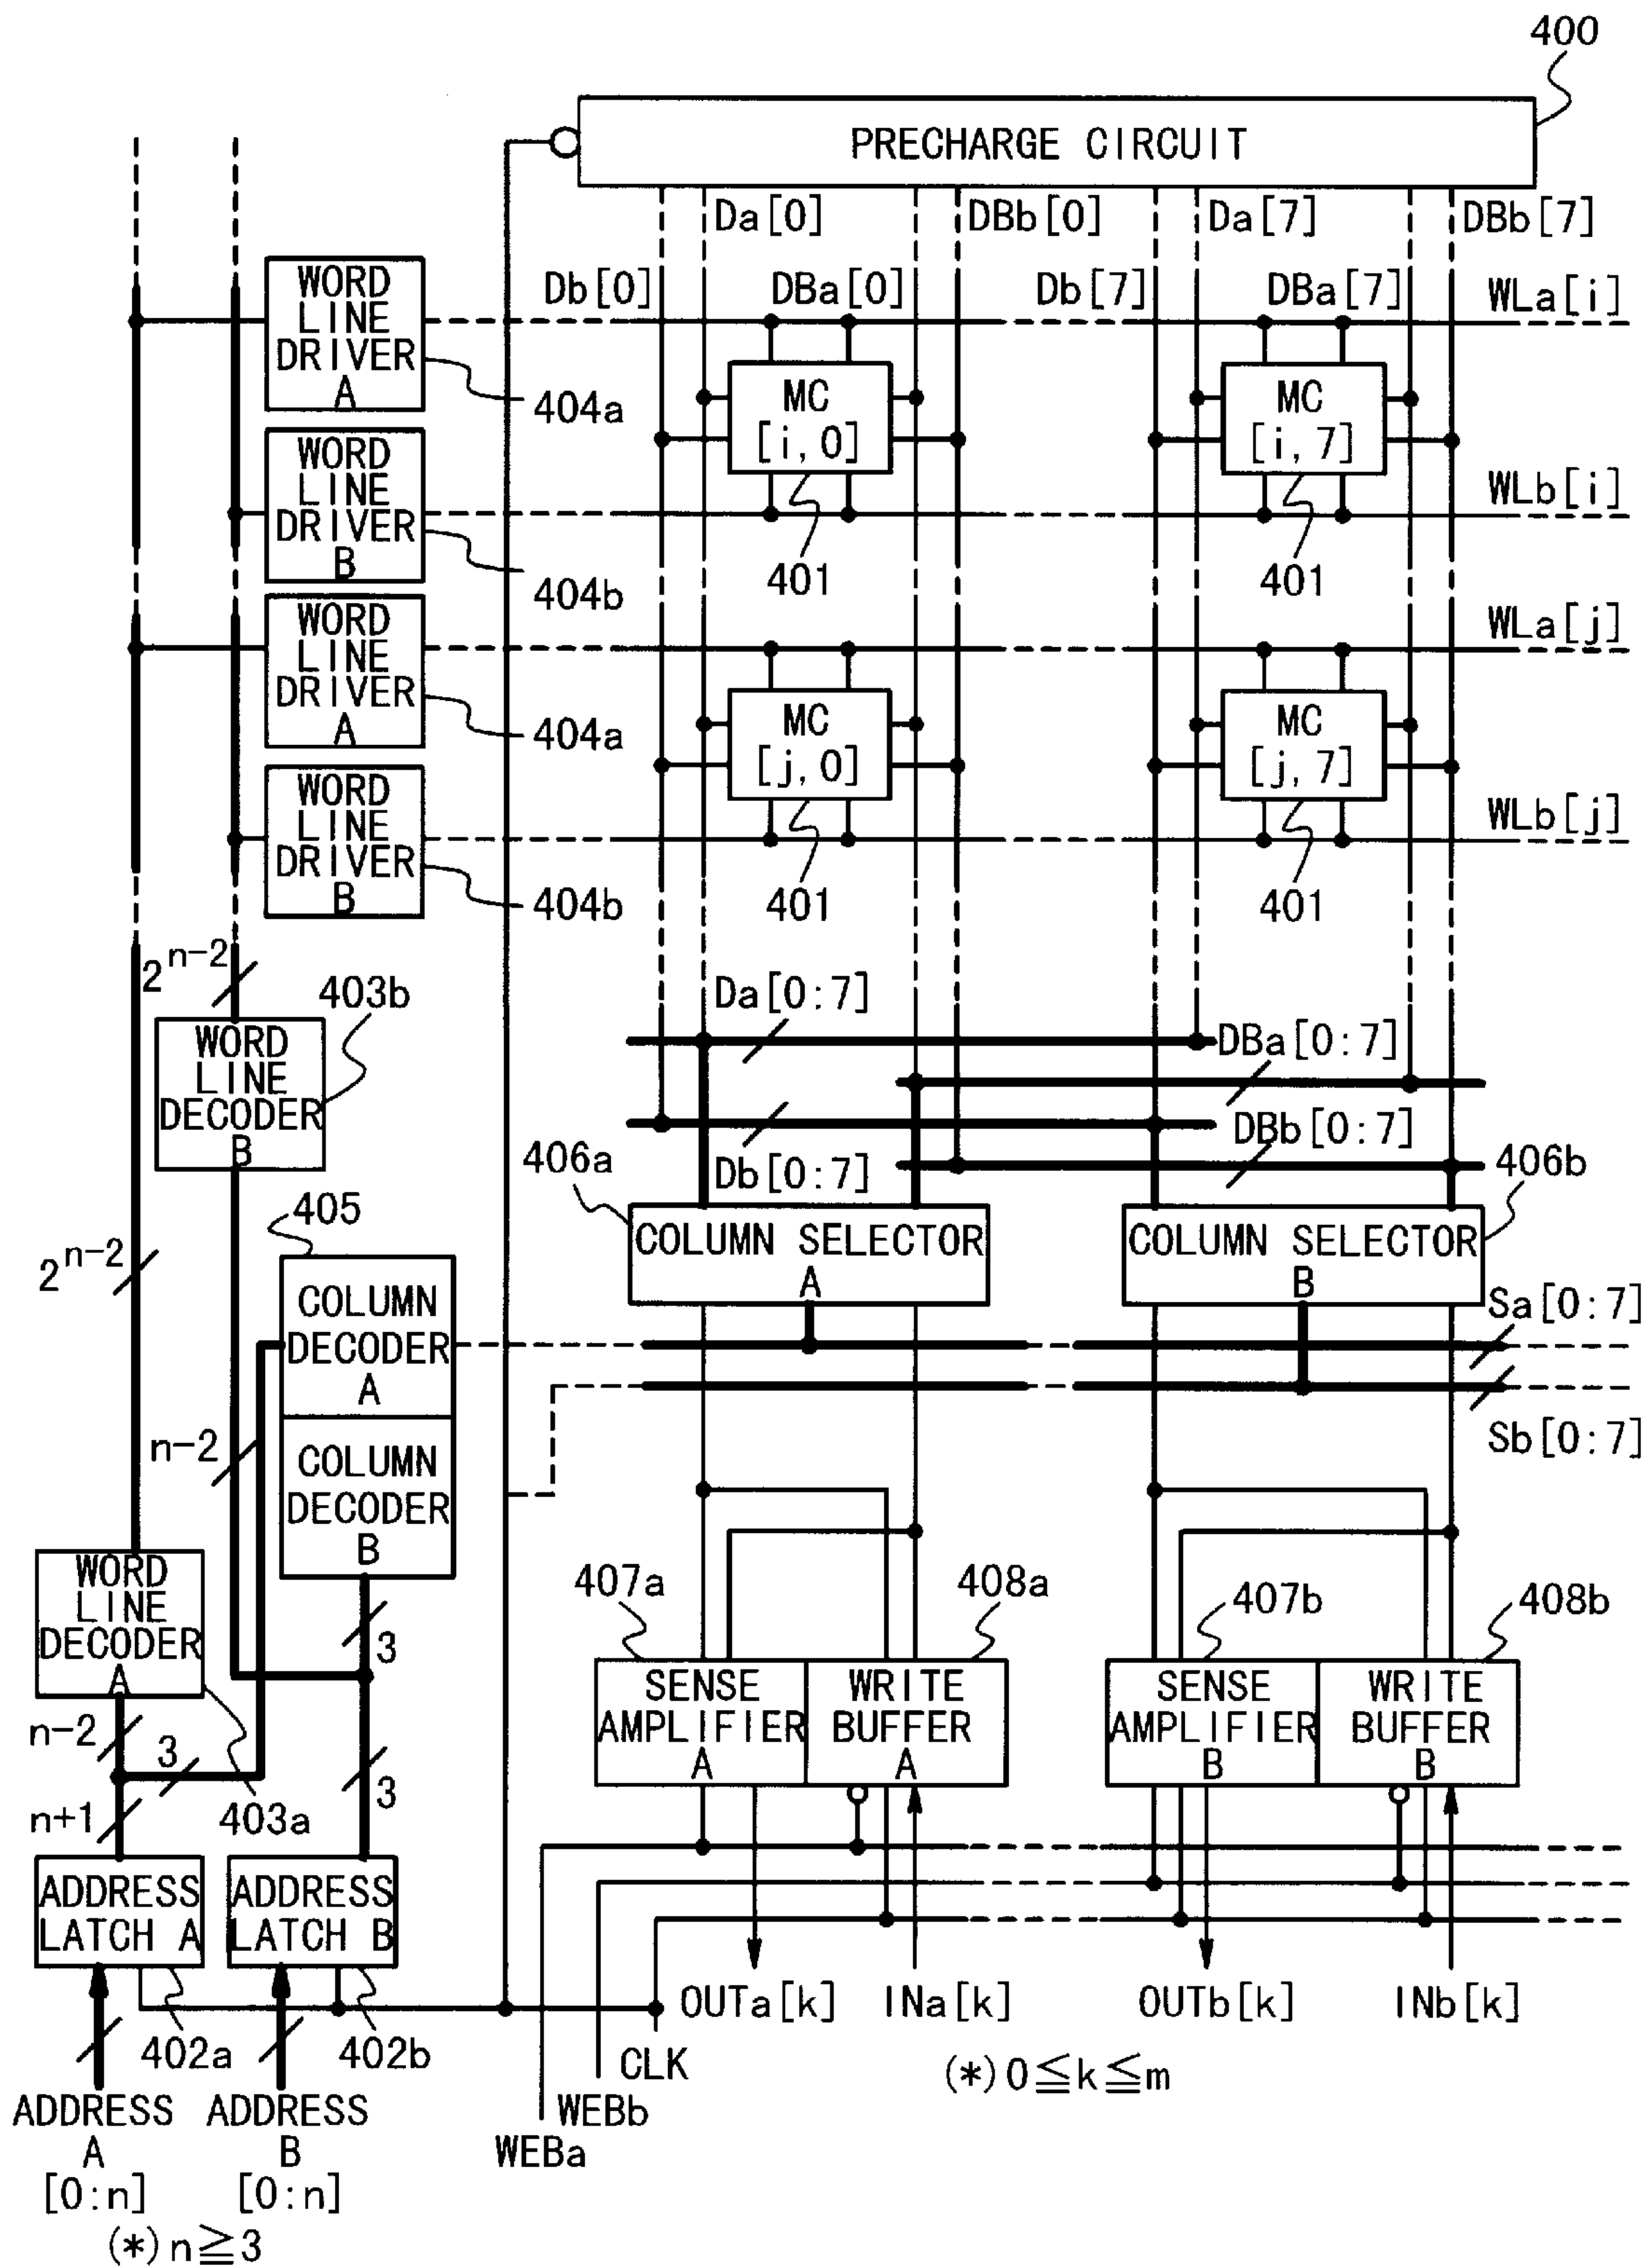 400
PRECHARGE CIRCUIT
Da[0]
DBb[0]
Da[7]
DBb[7]
Db[0]
DBa[0]
Db[7]
DBa[7]
WLa[i]
WORD
LINE
DRIVER
A
404a
MC
[i,0]
MC
[i,7]
WORD
LINE
DRIVER
B
404b
WLb[i]
401
401
WORD
LINE
DRIVER
A
404a
WLa[j]
MC
[j,0]
MC
[j,7]
WORD
LINE
DRIVER
B
404b
WLb[j]
401
401
2^n-2
403b
WORD
LINE
DECODER
B
Da[0:7]
DBa[0:7]
DBb[0:7]
Db[0:7]
406a
406b
COLUMN SELECTOR
A
COLUMN SELECTOR
B
405
2^n-2
COLUMN
DECODER
A
Sa[0:7]
n-2
COLUMN
DECODER
B
Sb[0:7]
WORD
LINE
DECODER
A
407a
408a
407b
408b
3
SENSE
AMPLIFIER
A
WRITE
BUFFER
A
SENSE
AMPLIFIER
B
WRITE
BUFFER
B
n-2
3
3
n+1
403a
ADDRESS
LATCH A
ADDRESS
LATCH B
OUTa[k]
INa[k]
OUTb[k]
INb[k]
402a
402b
CLK
(*)0≦k≦m
WEBb
WEBa
ADDRESS
A
[0:n]
ADDRESS
B
[0:n]
(*)n≧3